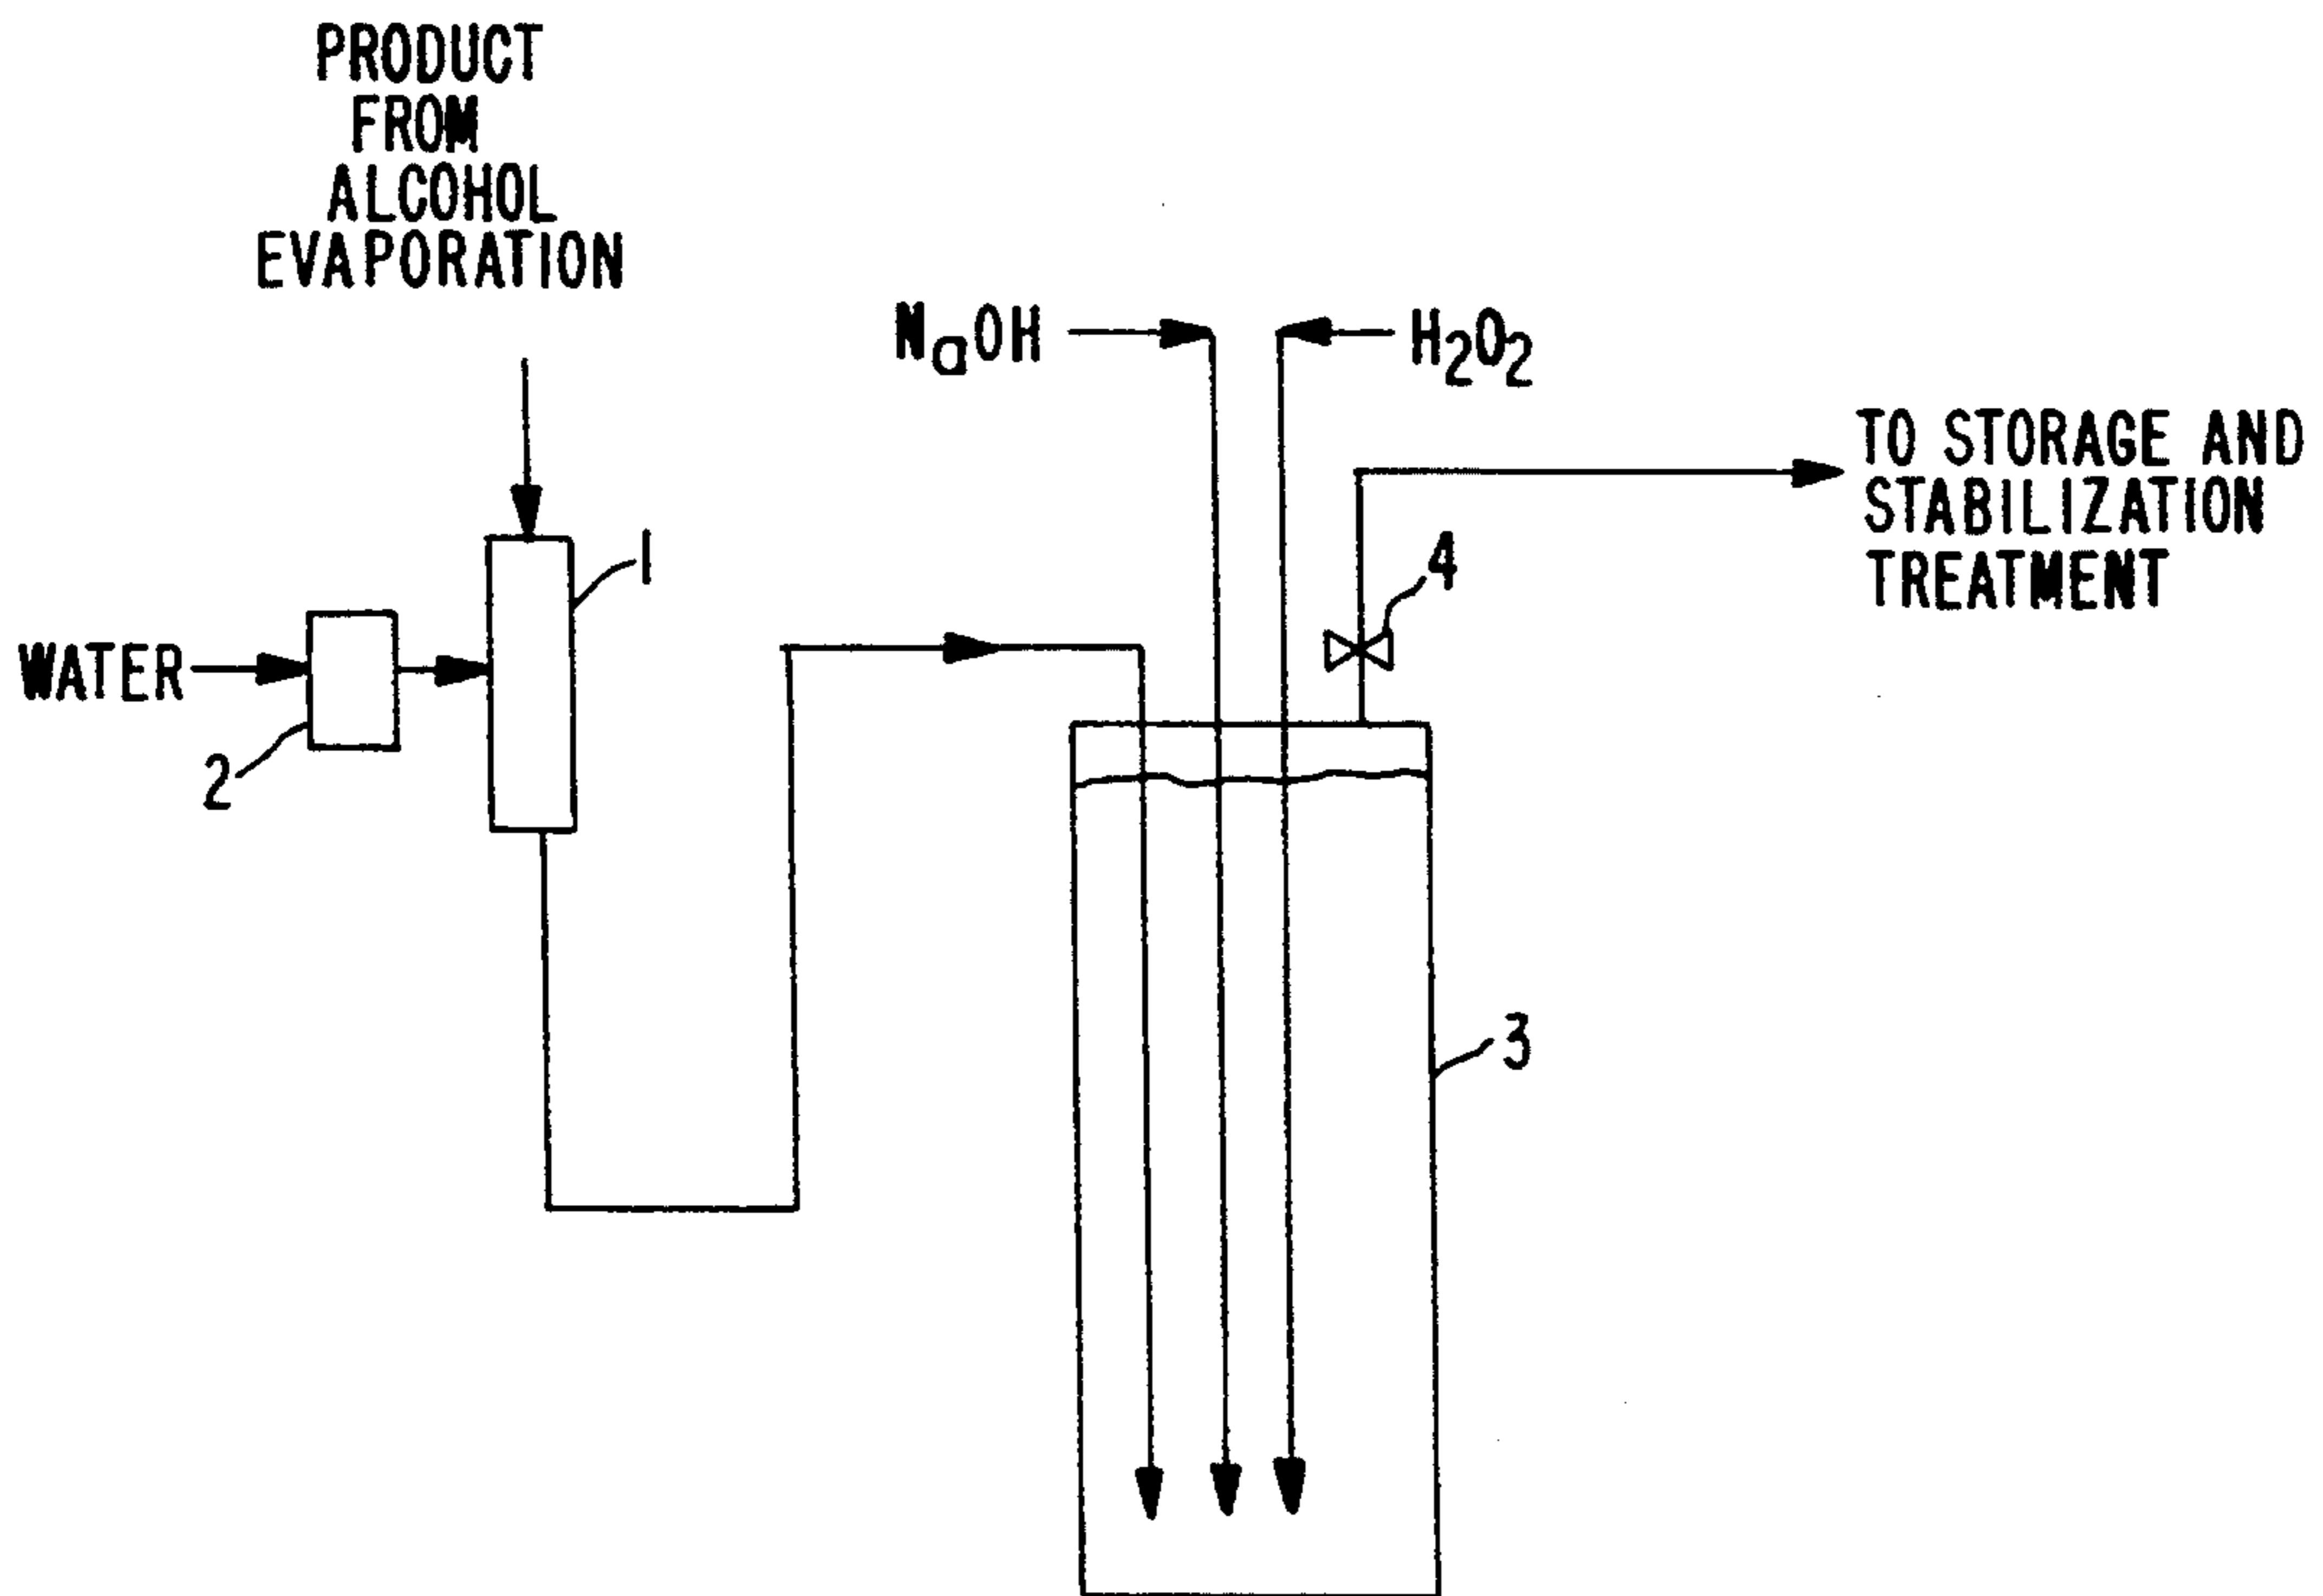 PRODUCT
FROM
ALCOHOL
EVAPORATION
NaOH
H2O2
TO STORAGE AND
STABILIZATION
TREATMENT
1
4
WATER
2
3